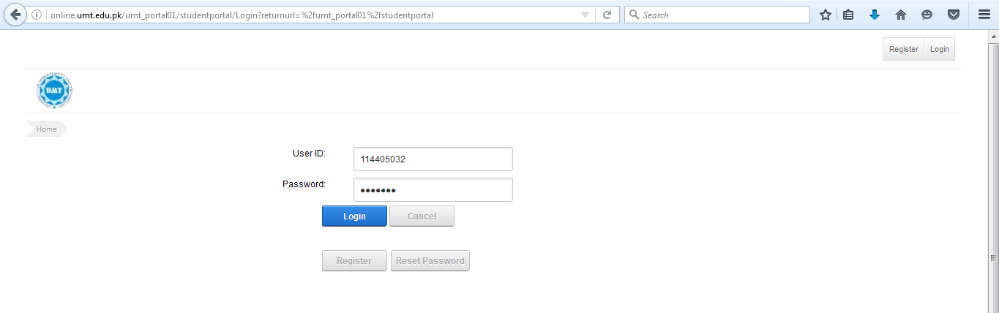 online.umt.edu.pk/umt_portal01/studentportal/Login?returnurl=%2fumt_portal01%2fstudentportal
Search
Register Login
UMT
Home
User ID: 114405032
Password: •••••••
Login Cancel
Register Reset Password